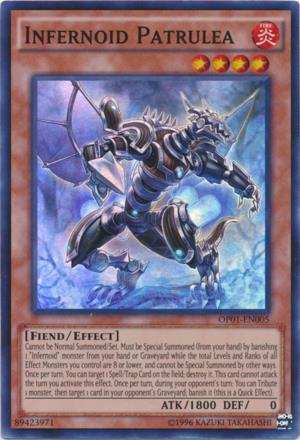 INFERNOID PATRULEA
FIRE
炎
OP01-EN005
[FIEND/EFFECT]
Cannot be Normal Summoned/Set. Must be Special Summoned (from your hand) by banishing
1 "Infernoid" monster from your hand or Graveyard while the total Levels and Ranks of all
Effect Monsters you control are 8 or lower, and cannot be Special Summoned by other ways.
Once per turn: You can target 1 Spell/Trap Card on the field; destroy it. This card cannot attack
the turn you activate this effect. Once per turn, during your opponent's turn: You can Tribute
1 monster, then target 1 card in your opponent's Graveyard; banish it (this is a Quick Effect).
ATK/1800 DEF/ 0
89423971
©1996 KAZUKI TAKAHASHI